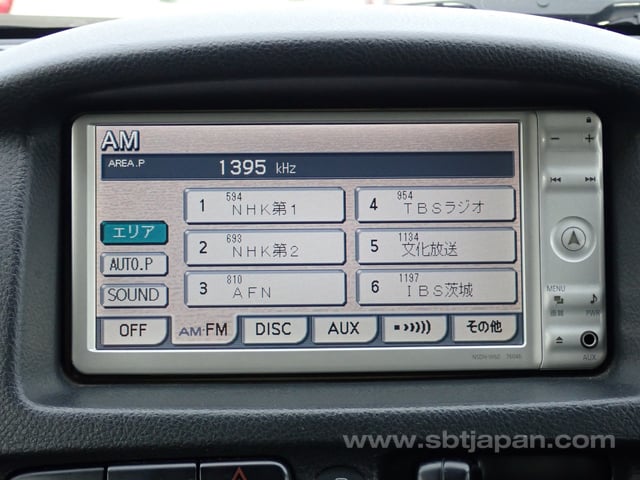 AM
AREA.P 1395 kHz
1 594 NHK第1
4 954 TBSラジオ
エリア
2 693 NHK第2
5 1134 文化放送
AUTO.P
3 810 AFN
6 1197 IBS茨城
SOUND
OFF AM・FM DISC AUX その他
MENU
画面 PWR
AUX
www.sbtjapan.com